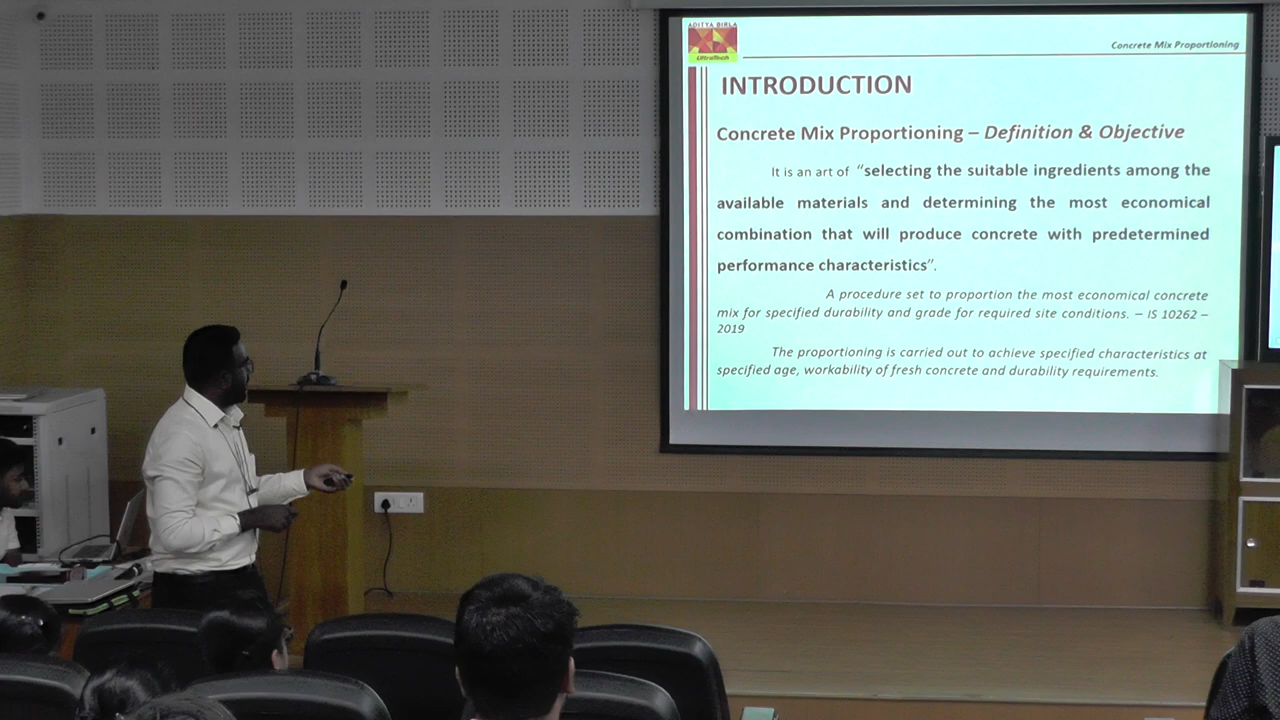 ADITYA BIRLA
UltraTech
Concrete Mix Proportioning
INTRODUCTION
Concrete Mix Proportioning – Definition & Objective
It is an art of “selecting the suitable ingredients among the
available materials and determining the most economical
combination that will produce concrete with predetermined
performance characteristics”.
A procedure set to proportion the most economical concrete
mix for specified durability and grade for required site conditions. – IS 10262 –
2019
The proportioning is carried out to achieve specified characteristics at
specified age, workability of fresh concrete and durability requirements.